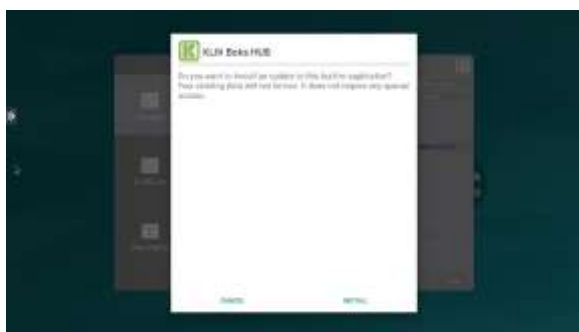 KLIN Boks HUB
Do you want to install an update to this built-in application?
Your existing data will not be lost. It does not require any special
access.
CANCEL
INSTALL